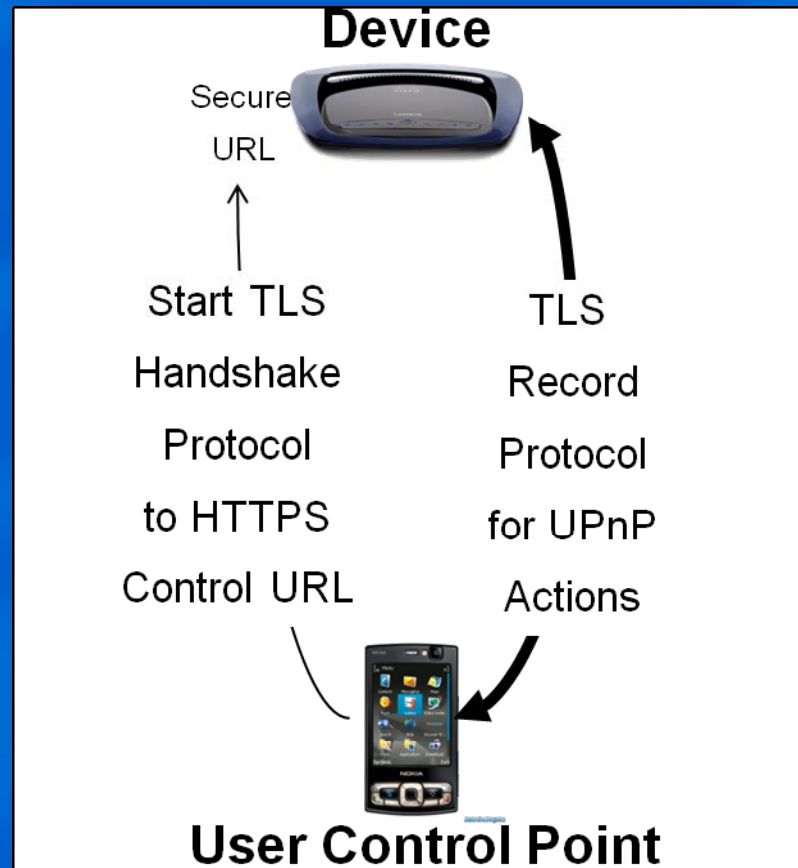 Device
Secure
URL
Start TLS
Handshake
Protocol
to HTTPS
Control URL
TLS
Record
Protocol
for UPnP
Actions
NOKIA
User Control Point